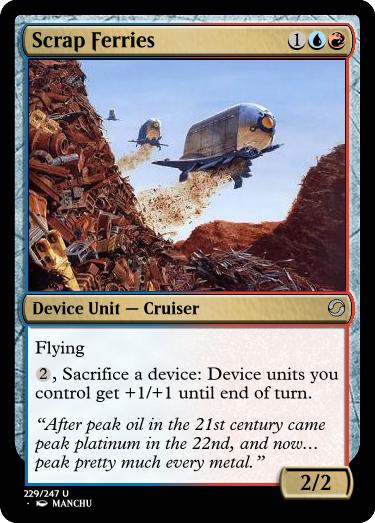 Scrap Ferries 1
Device Unit — Cruiser
Flying
2, Sacrifice a device: Device units you
control get +1/+1 until end of turn.
“After peak oil in the 21st century came
peak platinum in the 22nd, and now…
peak pretty much every metal.”
2/2
229/247 U
· MANCHU